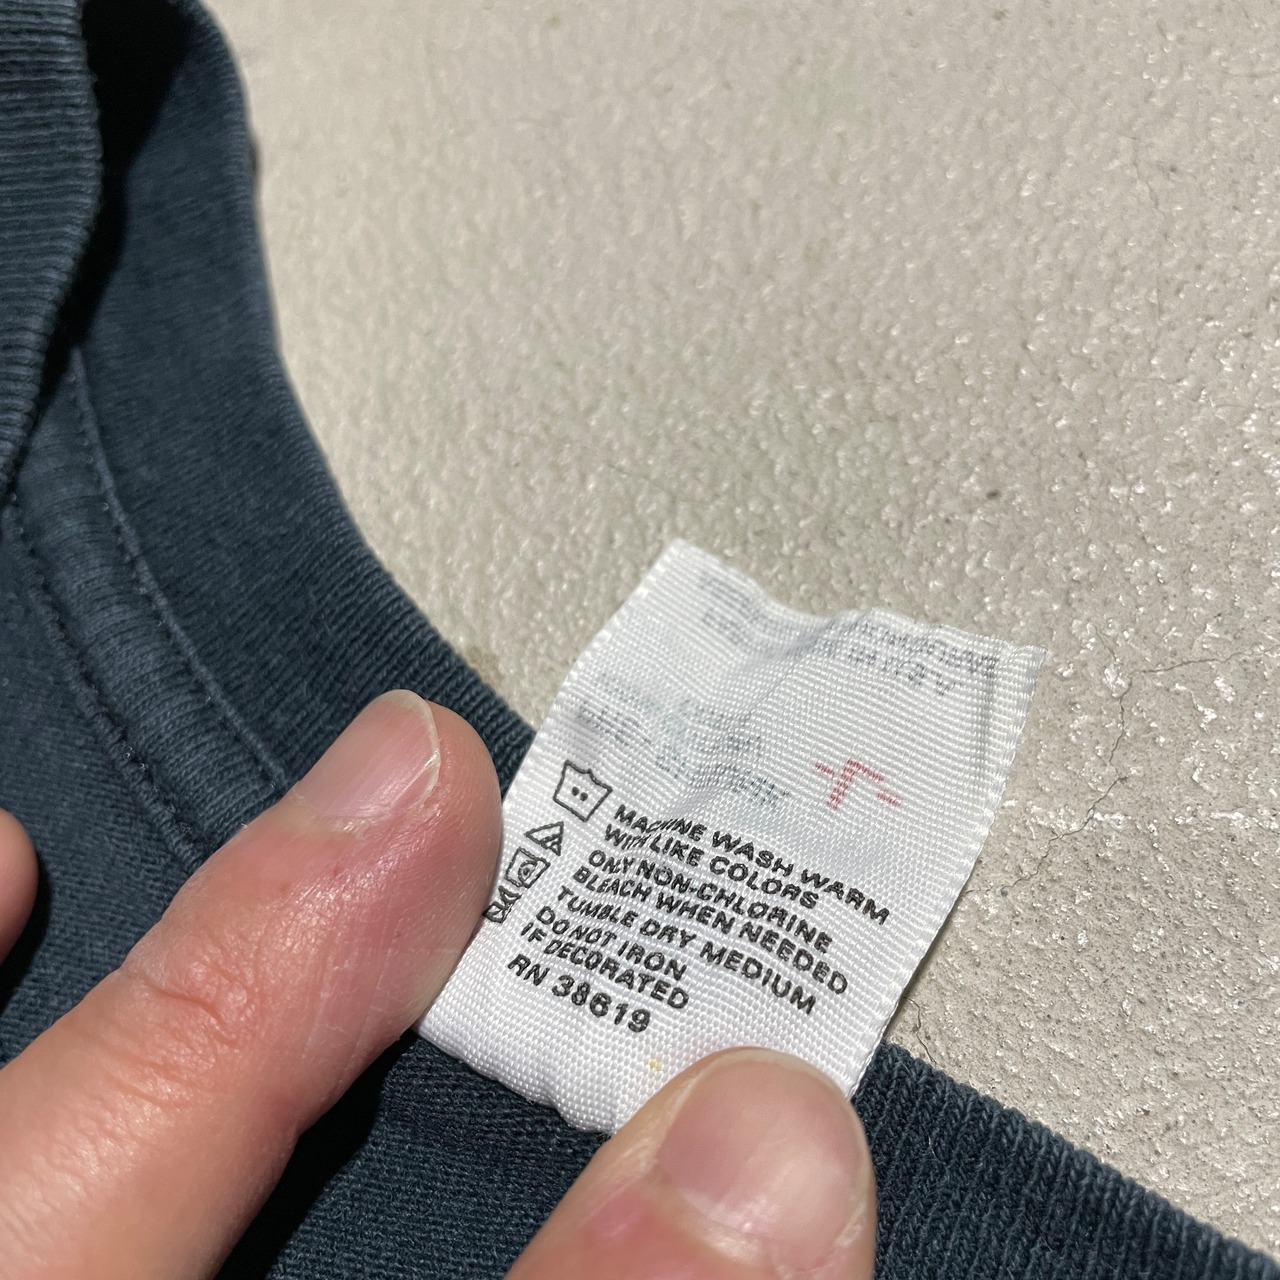 MACHINE WASH WARM
WITH LIKE COLORS
ONLY NON-CHLORINE
BLEACH WHEN NEEDED
TUMBLE DRY MEDIUM
DO NOT IRON
IF DECORATED
RN 38619